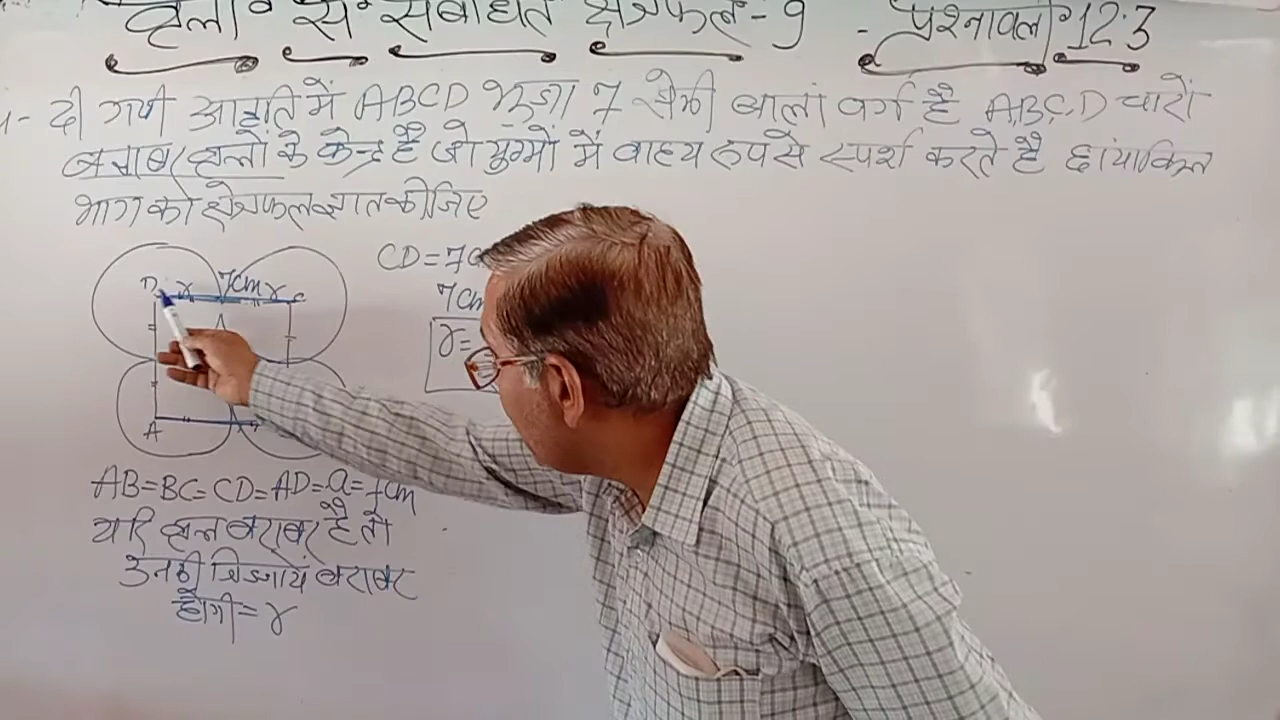 वृत्तों से संबंधित क्षेत्रफल - 9 - प्रश्नावली 12.3
दी गयी आकृति में ABCD भुजा 7 सेमी वाला वर्ग है A,B,C,D चारों
बराबर वृत्तों के केन्द्र है जो युग्मों में वाह्य रुप से स्पर्श करते है छायांकित
भाग को क्षेत्रफल ज्ञात कीजिए
D r 7cm r C
A
CD = 7c
7cm
r =
AB=BC=CD=AD=a=7cm
यदि वृत्त बराबर है तो
उनकी त्रिज्यायें बराबर
होगी = r